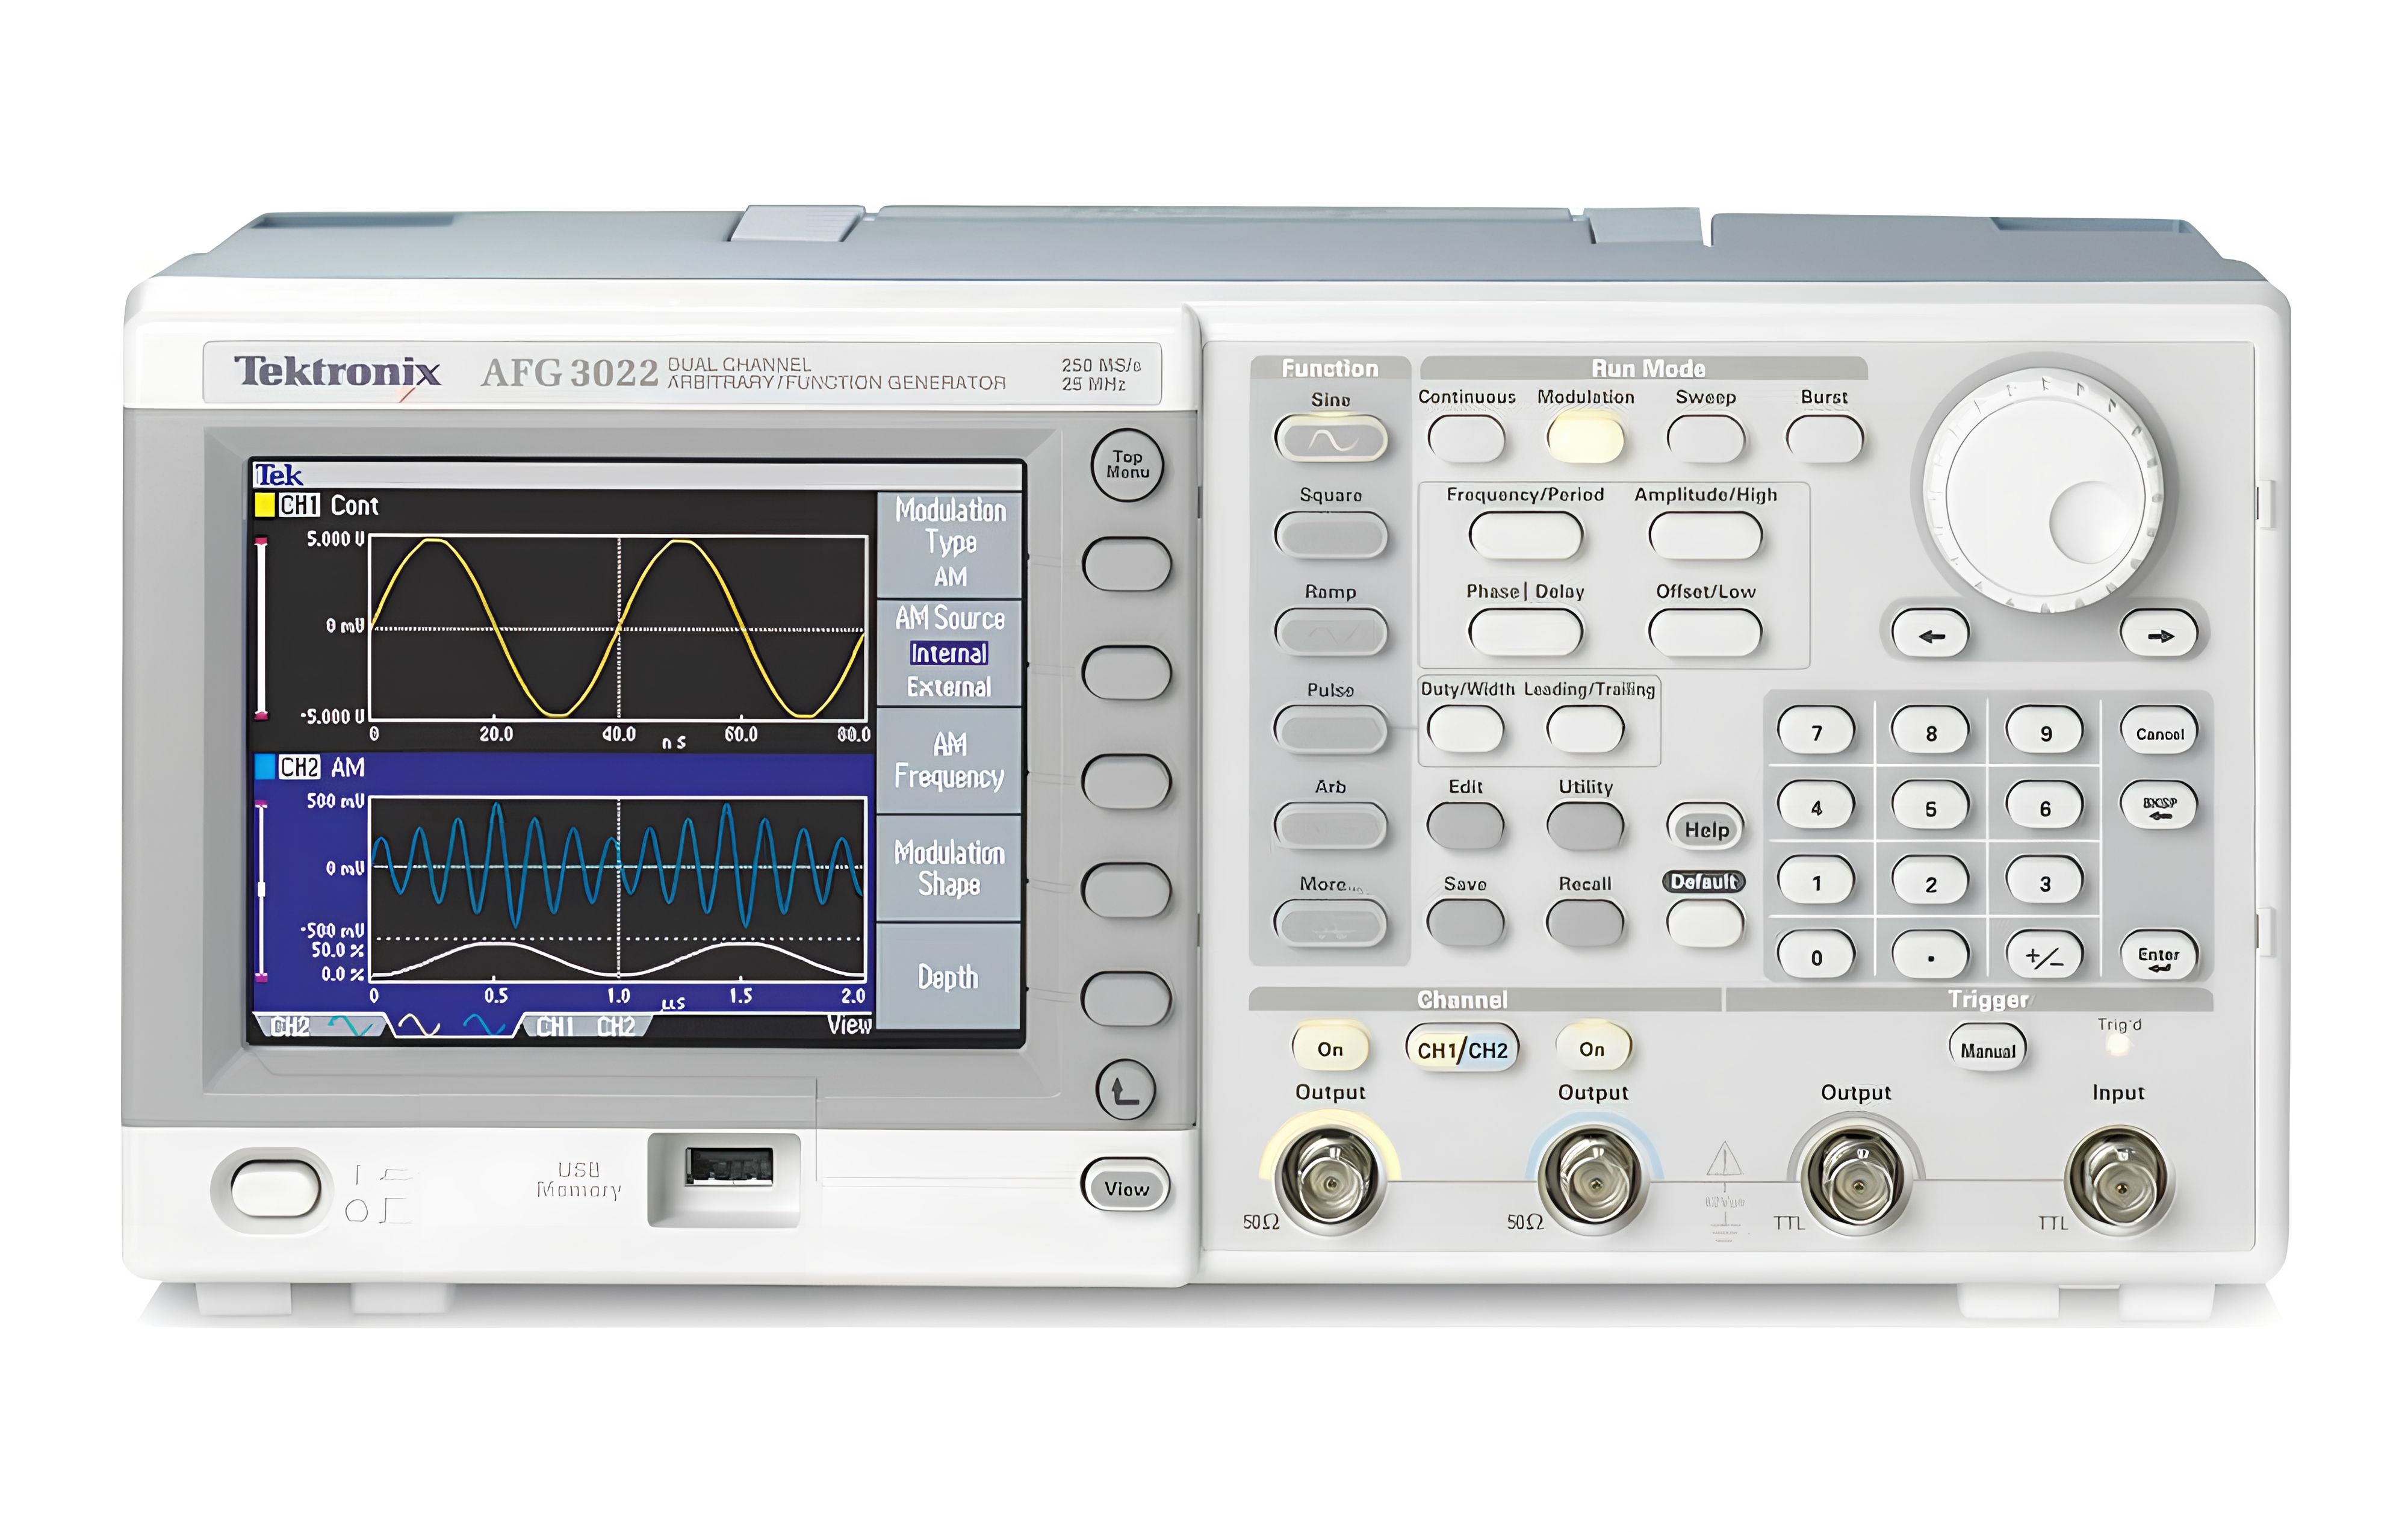 Tektronix AFG 3022 DUAL CHANNEL
ARBITRARY/FUNCTION GENERATOR
250 MS/s
25 MHz
Tek
CH1 Cont
5.000 V
0 mV
-5.000 V
0 20.0 40.0 60.0 80.0
ns
CH2 AM
500 mV
0 mV
-500 mV
50.0 %
0.0 %
0 0.5 1.0 1.5 2.0
µs
CH2 CH1 CH2 View
Modulation
Type
AM
AM Source
Internal
External
AM
Frequency
Modulation
Shape
Depth
Top
Menu
View
USB
Memory
Function
Sine
Square
Ramp
Pulse
Arb
More...
Run Mode
Continuous Modulation Sweep Burst
Frequency/Period Amplitude/High
Phase|Delay Offset/Low
Duty/Width Leading/Trailing
Edit Utility
Help
Save Recall Default
7 8 9 Cancel
4 5 6 BKSP
1 2 3
0 . +/− Enter
Channel
On CH1/CH2 On
Output Output
50Ω 50Ω
Trigger
Manual Trig'd
Output Input
TTL TTL